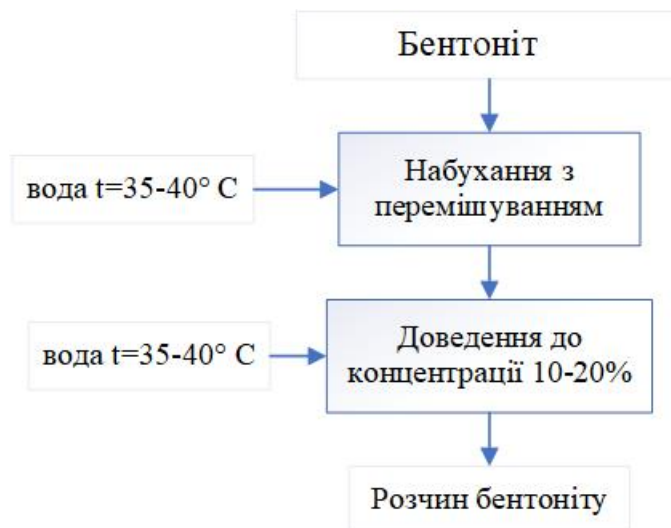 Бентоніт
вода t=35-40° C
Набухання з
перемішуванням
вода t=35-40° C
Доведення до
концентрації 10-20%
Розчин бентоніту